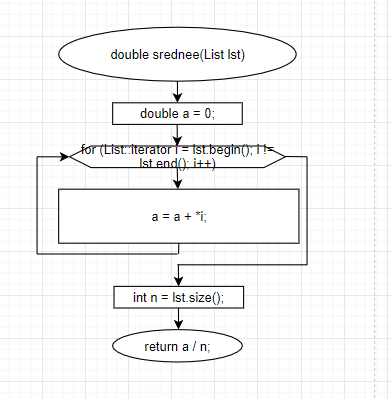 double srednee(List lst)
double a = 0;
for (List::iterator i = lst.begin(); i !=
lst.end(); i++)
a = a + *i;
int n = lst.size();
return a / n;